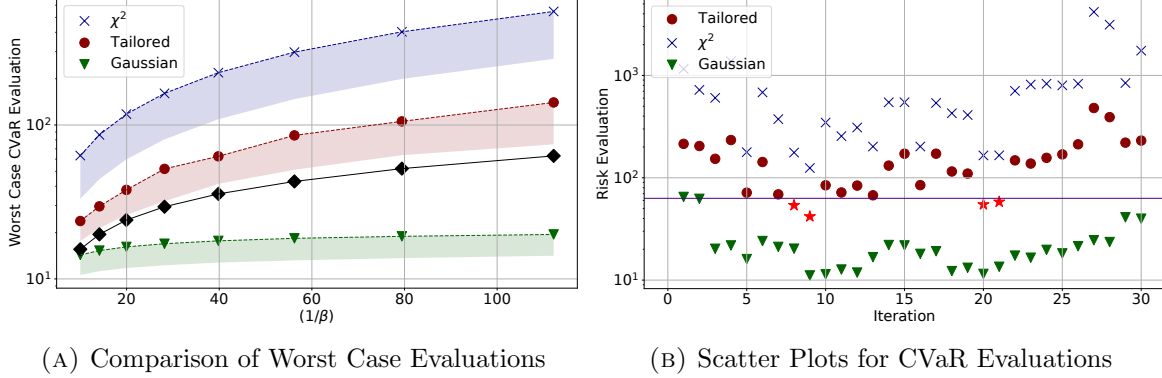 Worst Case CVaR Evaluation
χ²
Tailored
Gaussian
10²
10¹
20
40
60
80
100
(1/β)
(A) Comparison of Worst Case Evaluations
Risk Evaluation
Tailored
χ²
Gaussian
10³
10²
10¹
0
5
10
15
20
25
30
Iteration
(B) Scatter Plots for CVaR Evaluations